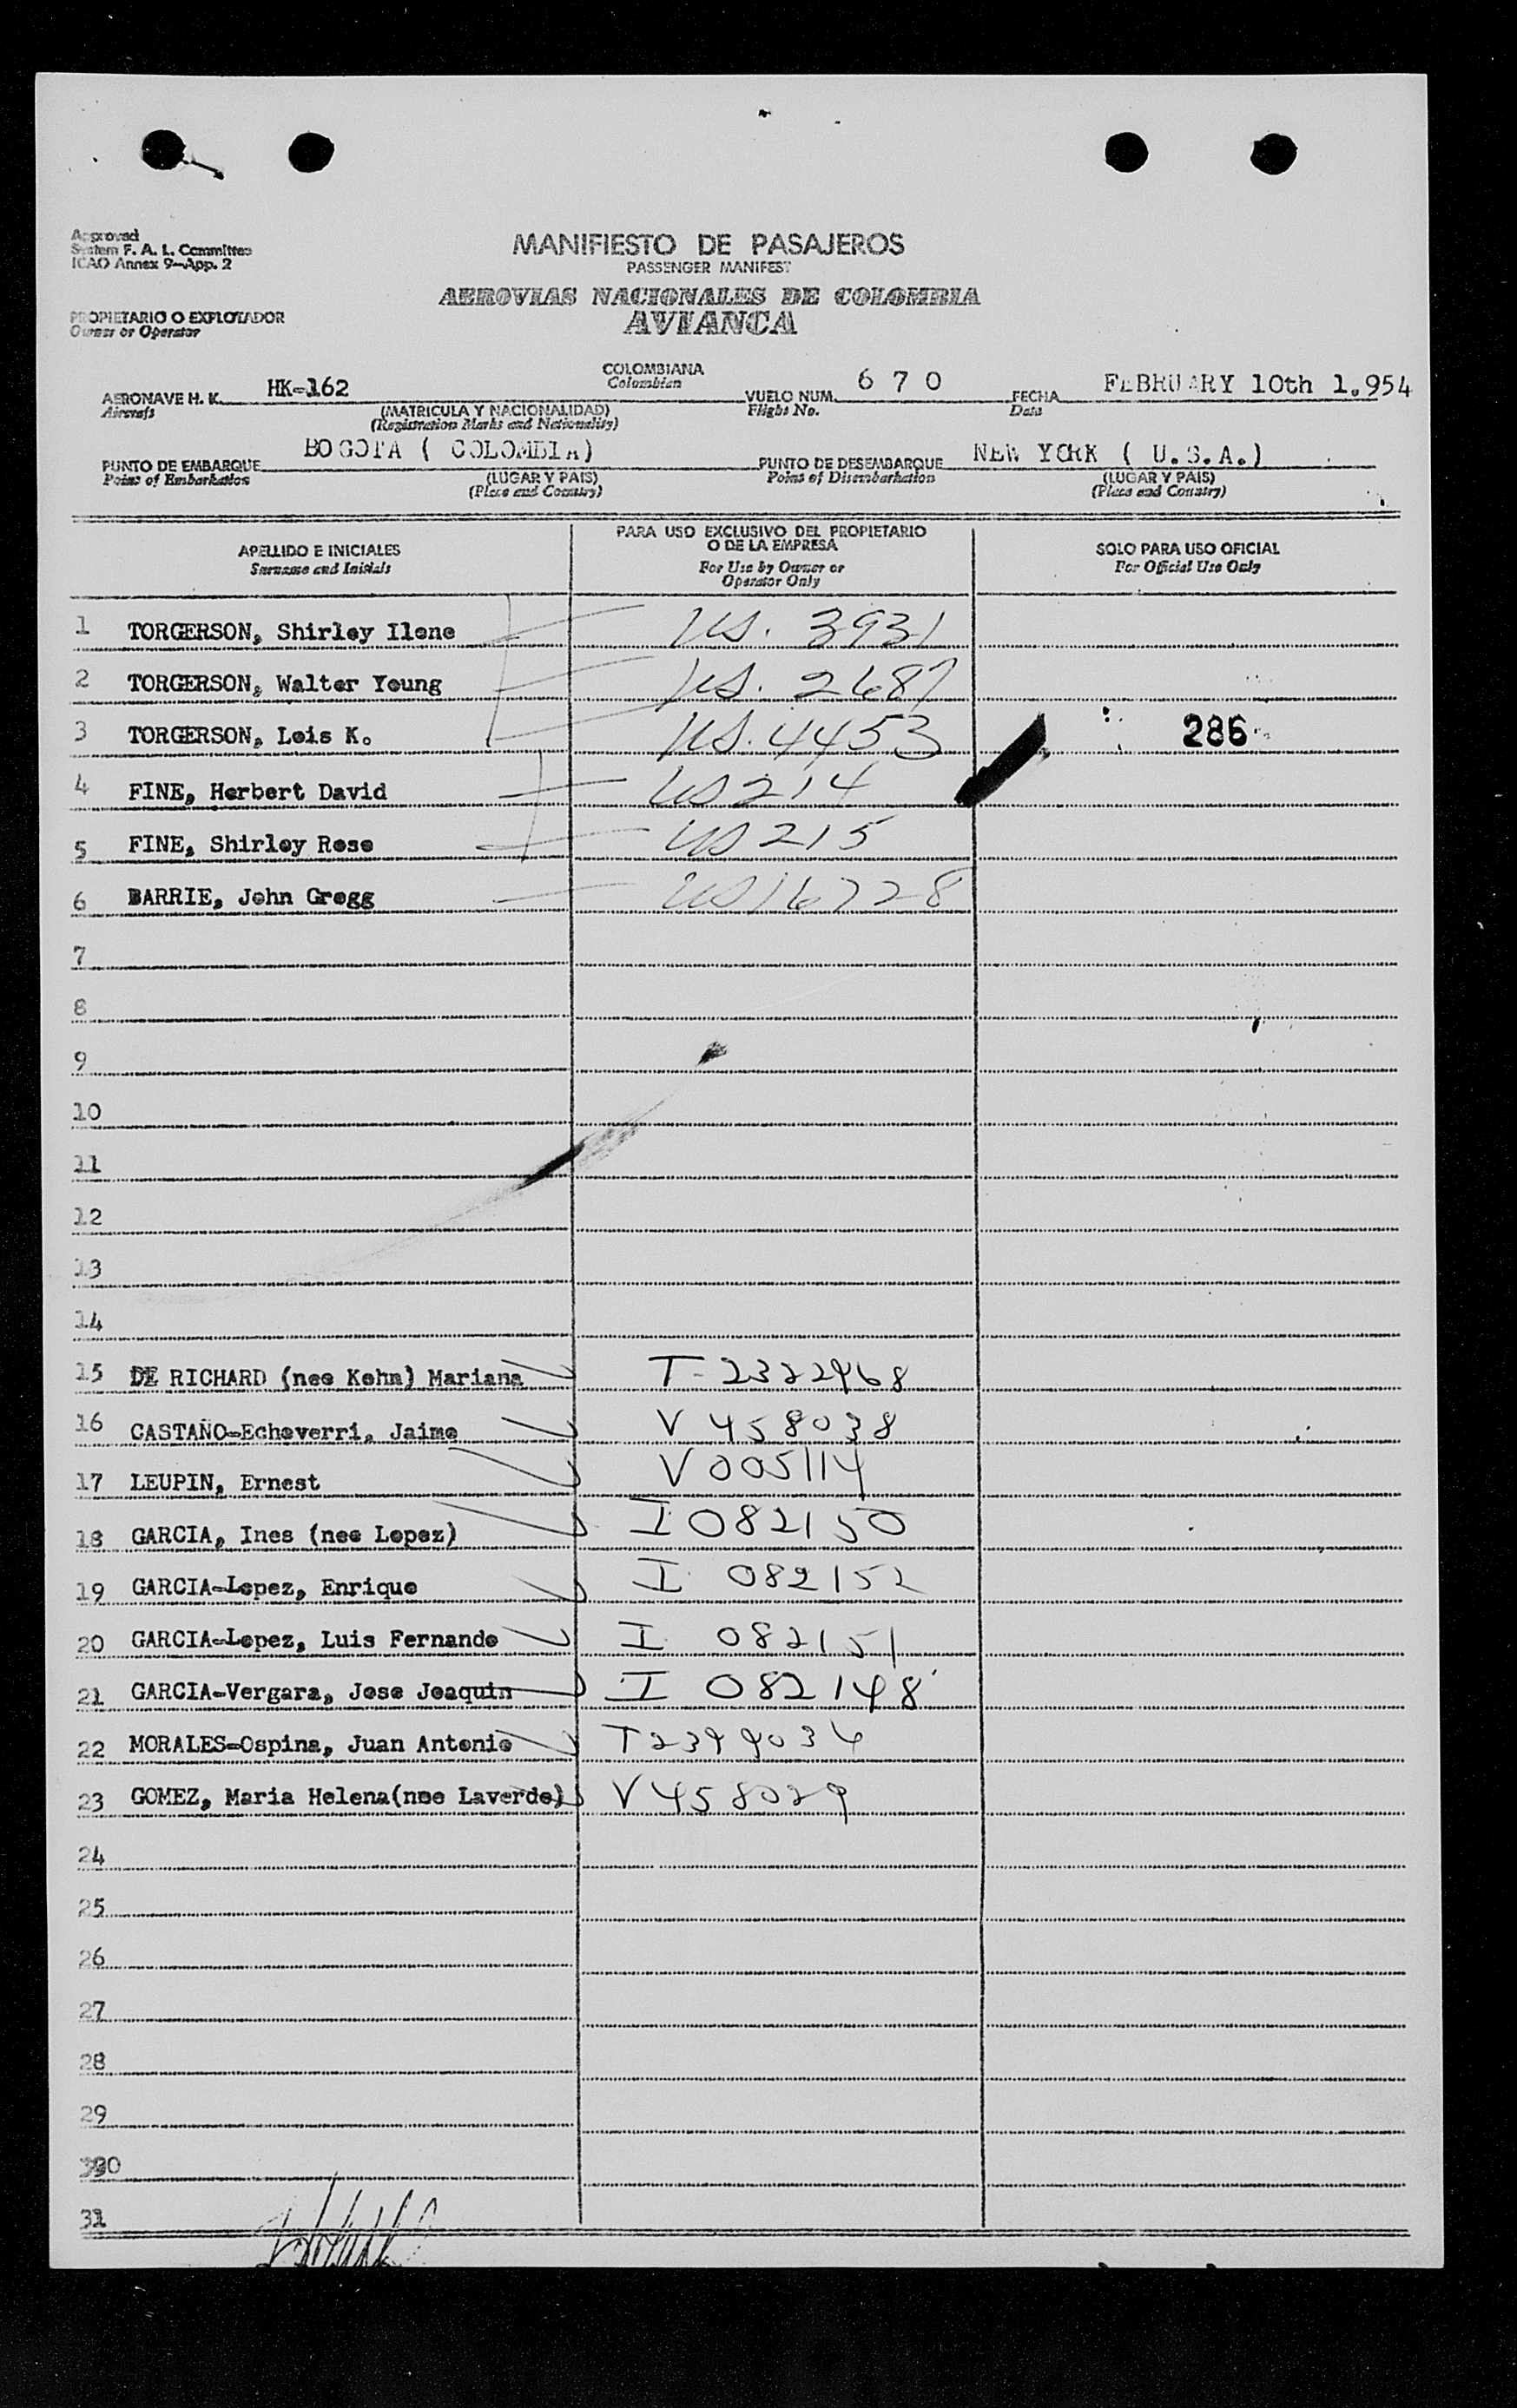 Approved
System F. A. L. Committee
ICAO Annex 9-App. 2
MANIFIESTO DE PASAJEROS
PASSENGER MANIFEST
AEROVIAS NACIONALES DE COLOMBIA
AVIANCA
PROPIETARIO O EXPLOTADOR
Owner or Operator
AERONAVE H. K. HK-162 COLOMBIANA VUELO NUM. 6 7 0 FECHA FEBRUARY 10th 1.954
Aircraft Colombian Flight No. Date
(MATRICULA Y NACIONALIDAD)
(Registration Marks and Nationality)
PUNTO DE EMBARQUE BOGOTA ( COLOMBIA) PUNTO DE DESEMBARQUE NEW YORK ( U.S.A.)
Point of Embarkation (LUGAR Y PAIS) Point of Disembarkation (LUGAR Y PAIS)
(Place and Country) (Place and Country)
APELLIDO E INICIALES PARA USO EXCLUSIVO DEL PROPIETARIO O DE LA EMPRESA SOLO PARA USO OFICIAL
Surname and Initials For Use by Owner or Operator Only For Official Use Only
1 TORGERSON, Shirley Ilene US. 3931
2 TORGERSON, Walter Young US. 2687
3 TORGERSON, Lois K. US. 4453 286
4 FINE, Herbert David US 214
5 FINE, Shirley Rose US 215
6 BARRIE, John Gregg US 16728
7
8
9
10
11
12
13
14
15 DE RICHARD (nee Kohn) Mariana T-2322968
16 CASTAÑO-Echeverri, Jaime V 458038
17 LEUPIN, Ernest V005114
18 GARCIA, Ines (nee Lopez) I 082150
19 GARCIA-Lopez, Enrique I 082152
20 GARCIA-Lopez, Luis Fernando I 082151
21 GARCIA-Vergara, Jose Joaquin I 082148
22 MORALES-Ospina, Juan Antonio T2399034
23 GOMEZ, Maria Helena(nee Laverde) V458029
24
25
26
27
28
29
30
31